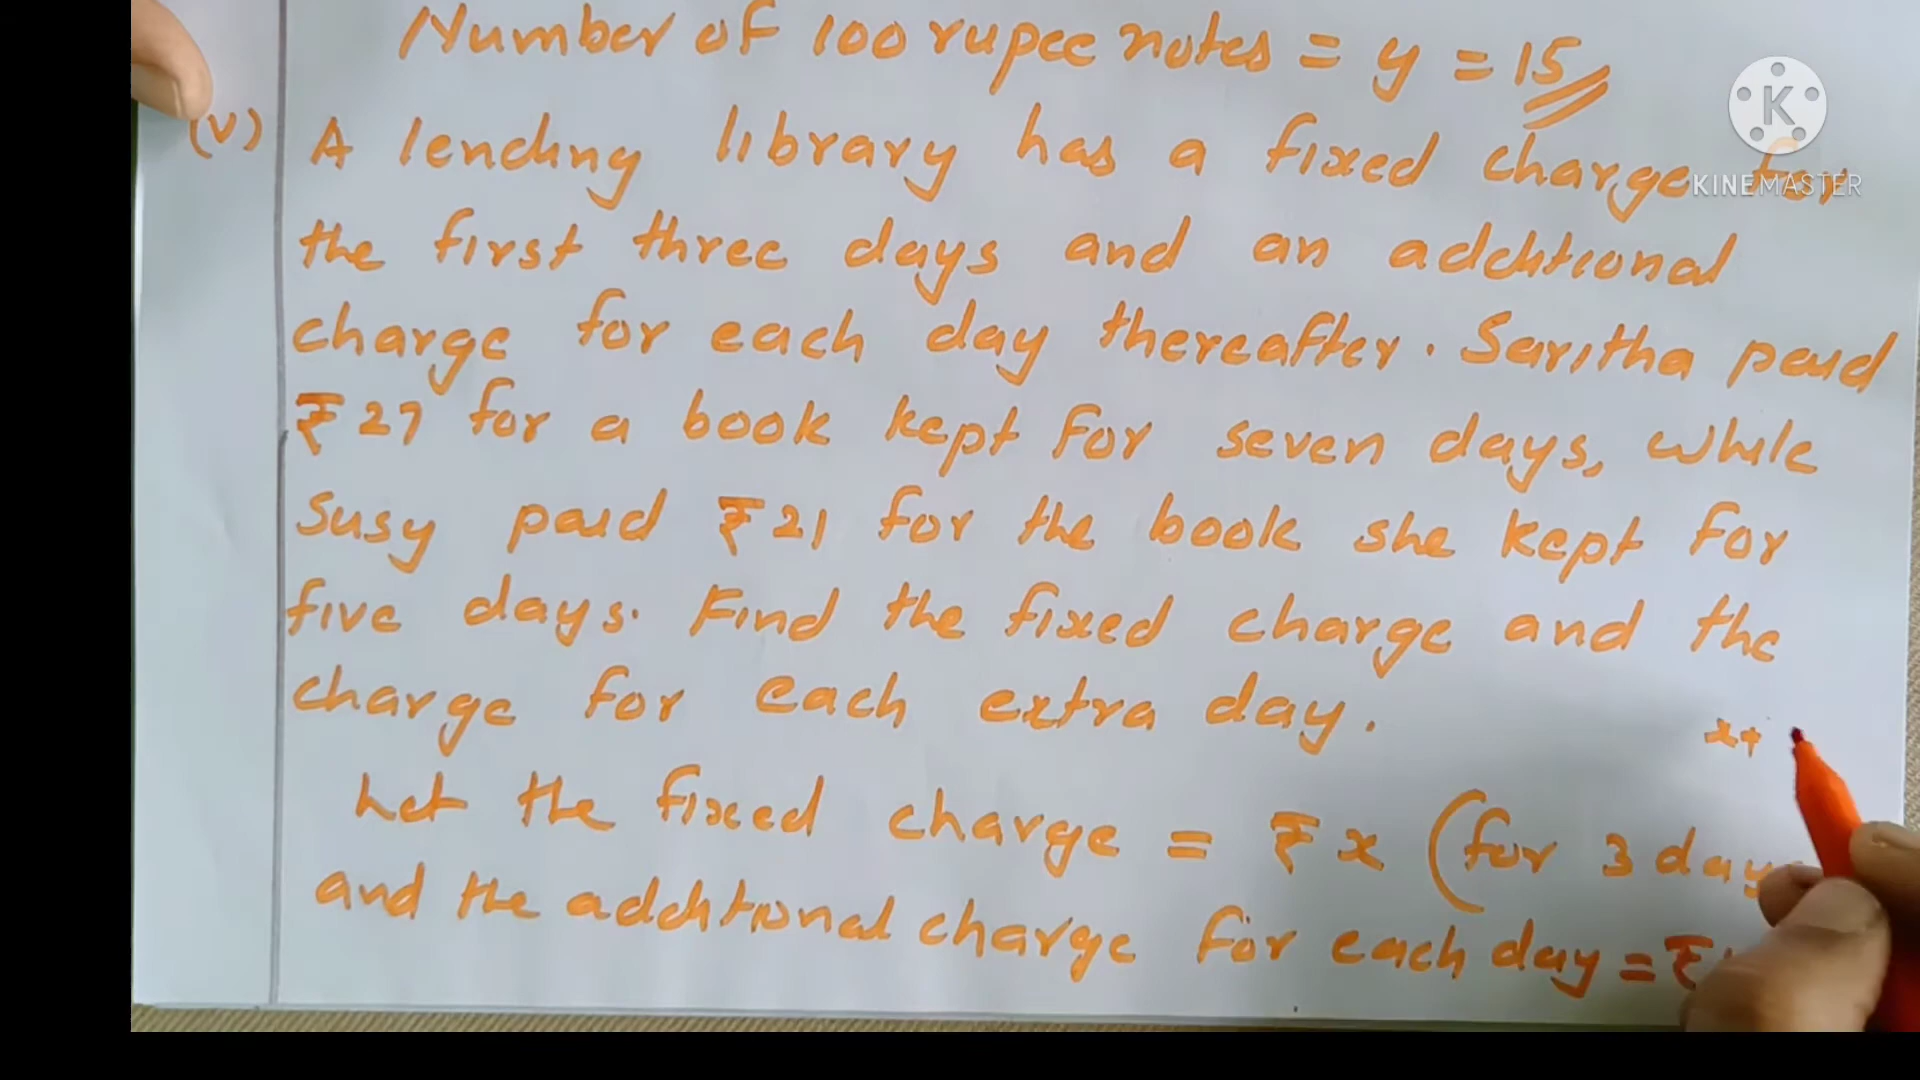 Number of 100 rupee notes = y = 15
(v) A lending library has a fixed charge for
the first three days and an additional
charge for each day thereafter. Saritha paid
₹27 for a book kept for seven days, while
Susy paid ₹21 for the book she kept for
five days. Find the fixed charge and the
charge for each extra day.
x+
Let the fixed charge = ₹x (for 3 day
and the additional charge for each day = ₹
K
KINEMASTER